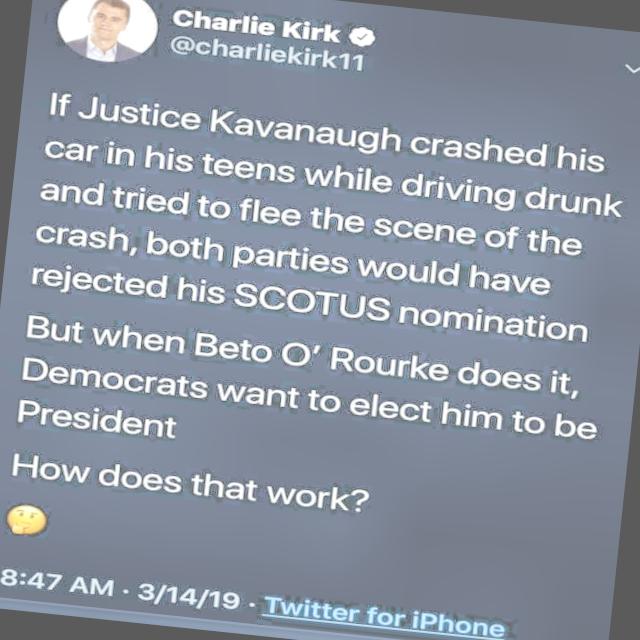 Charlie Kirk
@charliekirk11
If Justice Kavanaugh crashed his
car in his teens while driving drunk
and tried to flee the scene of the
crash, both parties would have
rejected his SCOTUS nomination
But when Beto O' Rourke does it,
Democrats want to elect him to be
President
How does that work?
🤔
8:47 AM · 3/14/19 · Twitter for iPhone